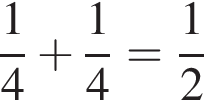 1/4 + 1/4 = 1/2